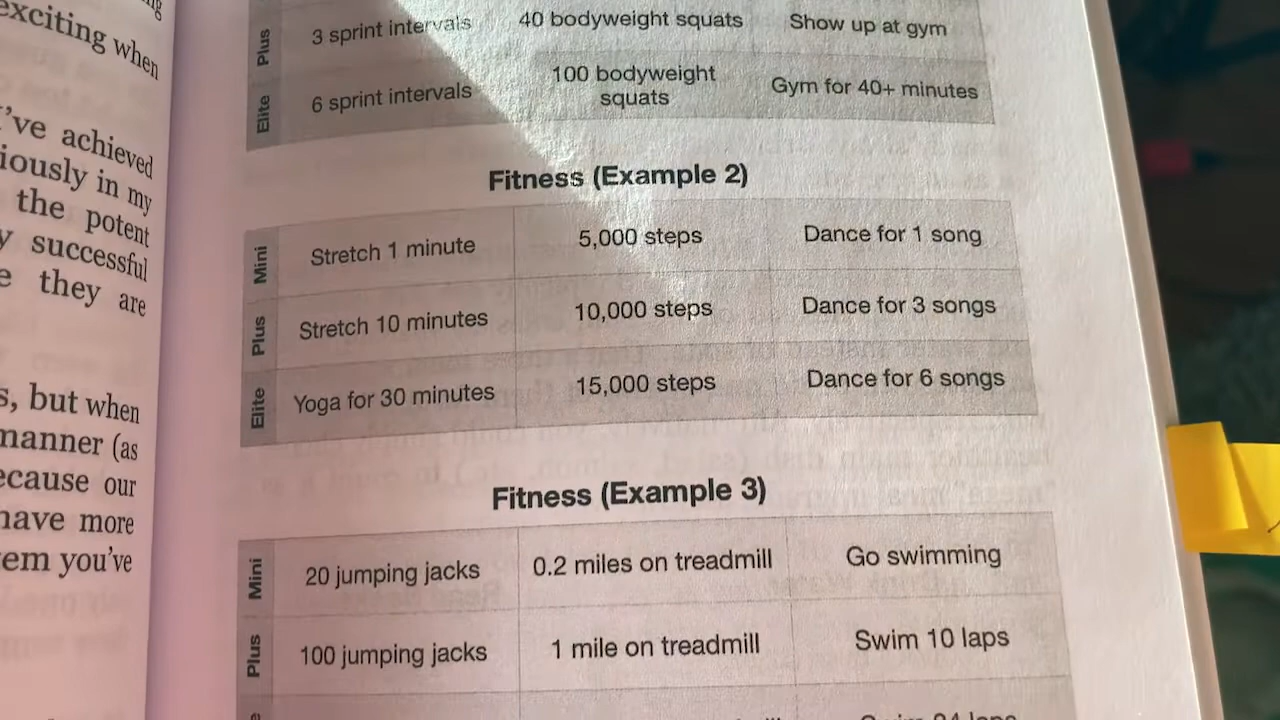 exciting when
've achieved
iously in my
the potent
y successful
e they are
s, but when
manner (as
ecause our
have more
tem you've
Plus 3 sprint intervals 40 bodyweight squats Show up at gym
Elite 6 sprint intervals 100 bodyweight squats Gym for 40+ minutes
Fitness (Example 2)
Mini Stretch 1 minute 5,000 steps Dance for 1 song
Plus Stretch 10 minutes 10,000 steps Dance for 3 songs
Elite Yoga for 30 minutes 15,000 steps Dance for 6 songs
Fitness (Example 3)
Mini 20 jumping jacks 0.2 miles on treadmill Go swimming
Plus 100 jumping jacks 1 mile on treadmill Swim 10 laps